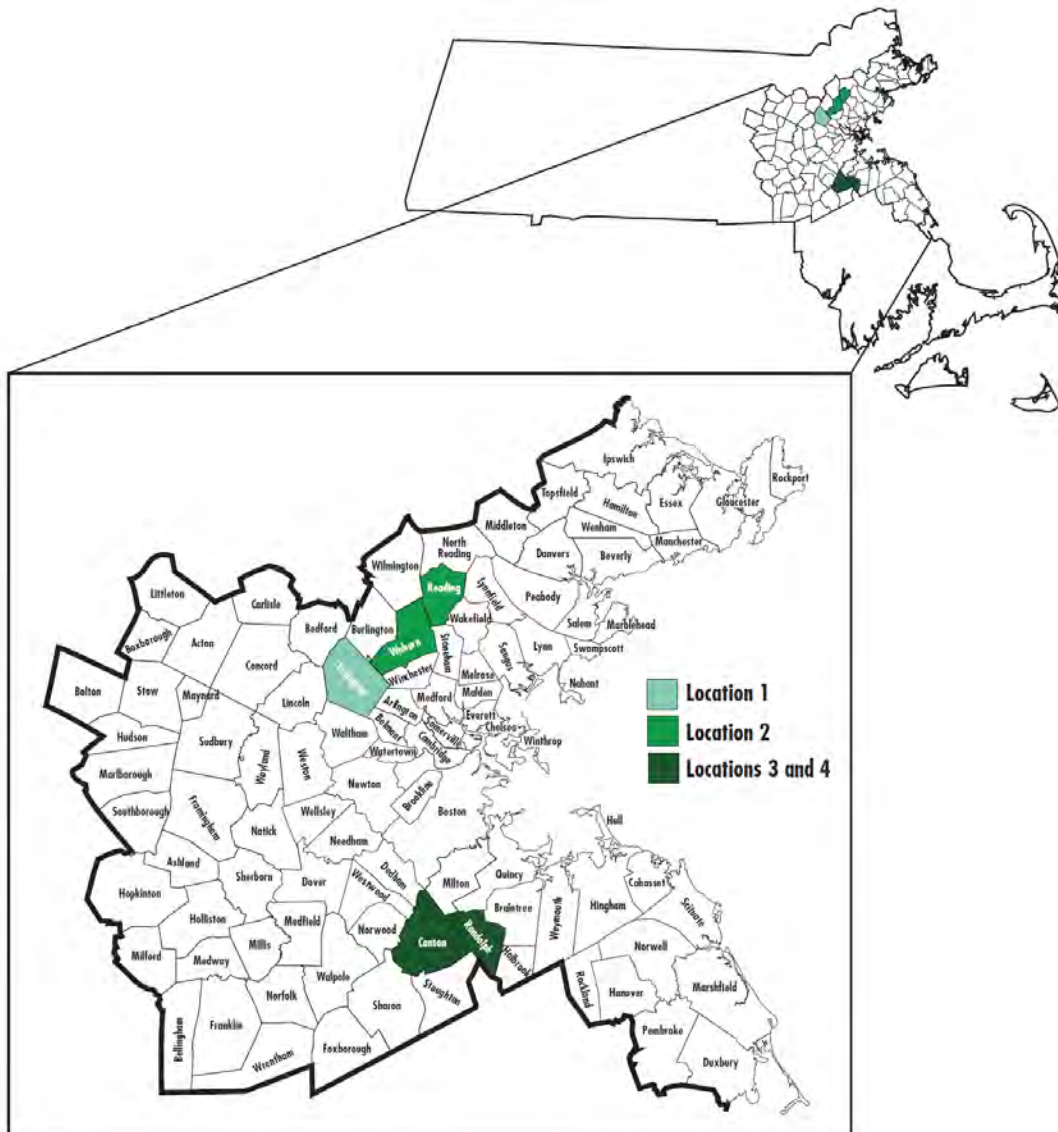 Ipswich
Rockport
Topsfield
Hamilton
Essex
Gloucester
Middleton
Wenham
Manchester
North
Reading
Danvers
Beverly
Wilmington
Reading
Lynnfield
Peabody
Littleton
Carlisle
Salem
Marblehead
Boxborough
Acton
Bedford
Burlington
Woburn
Wakefield
Concord
Stoneham
Saugus
Lynn
Swampscott
Winchester
Melrose
Nahant
Bolton
Stow
Maynard
Lincoln
Arlington
Medford
Malden
Everett
Hudson
Sudbury
Waltham
Belmont
Somerville
Chelsea
Winthrop
Wayland
Weston
Watertown
Cambridge
Marlborough
Newton
Brookline
Southborough
Framingham
Natick
Wellesley
Boston
Needham
Hull
Ashland
Sherborn
Dover
Dedham
Westwood
Milton
Quincy
Cohasset
Hopkinton
Holliston
Medfield
Norwood
Canton
Randolph
Braintree
Weymouth
Hingham
Scituate
Milford
Medway
Millis
Walpole
Holbrook
Norwell
Norfolk
Sharon
Stoughton
Rockland
Hanover
Marshfield
Bellingham
Franklin
Wrentham
Foxborough
Pembroke
Duxbury
Location 1
Location 2
Locations 3 and 4